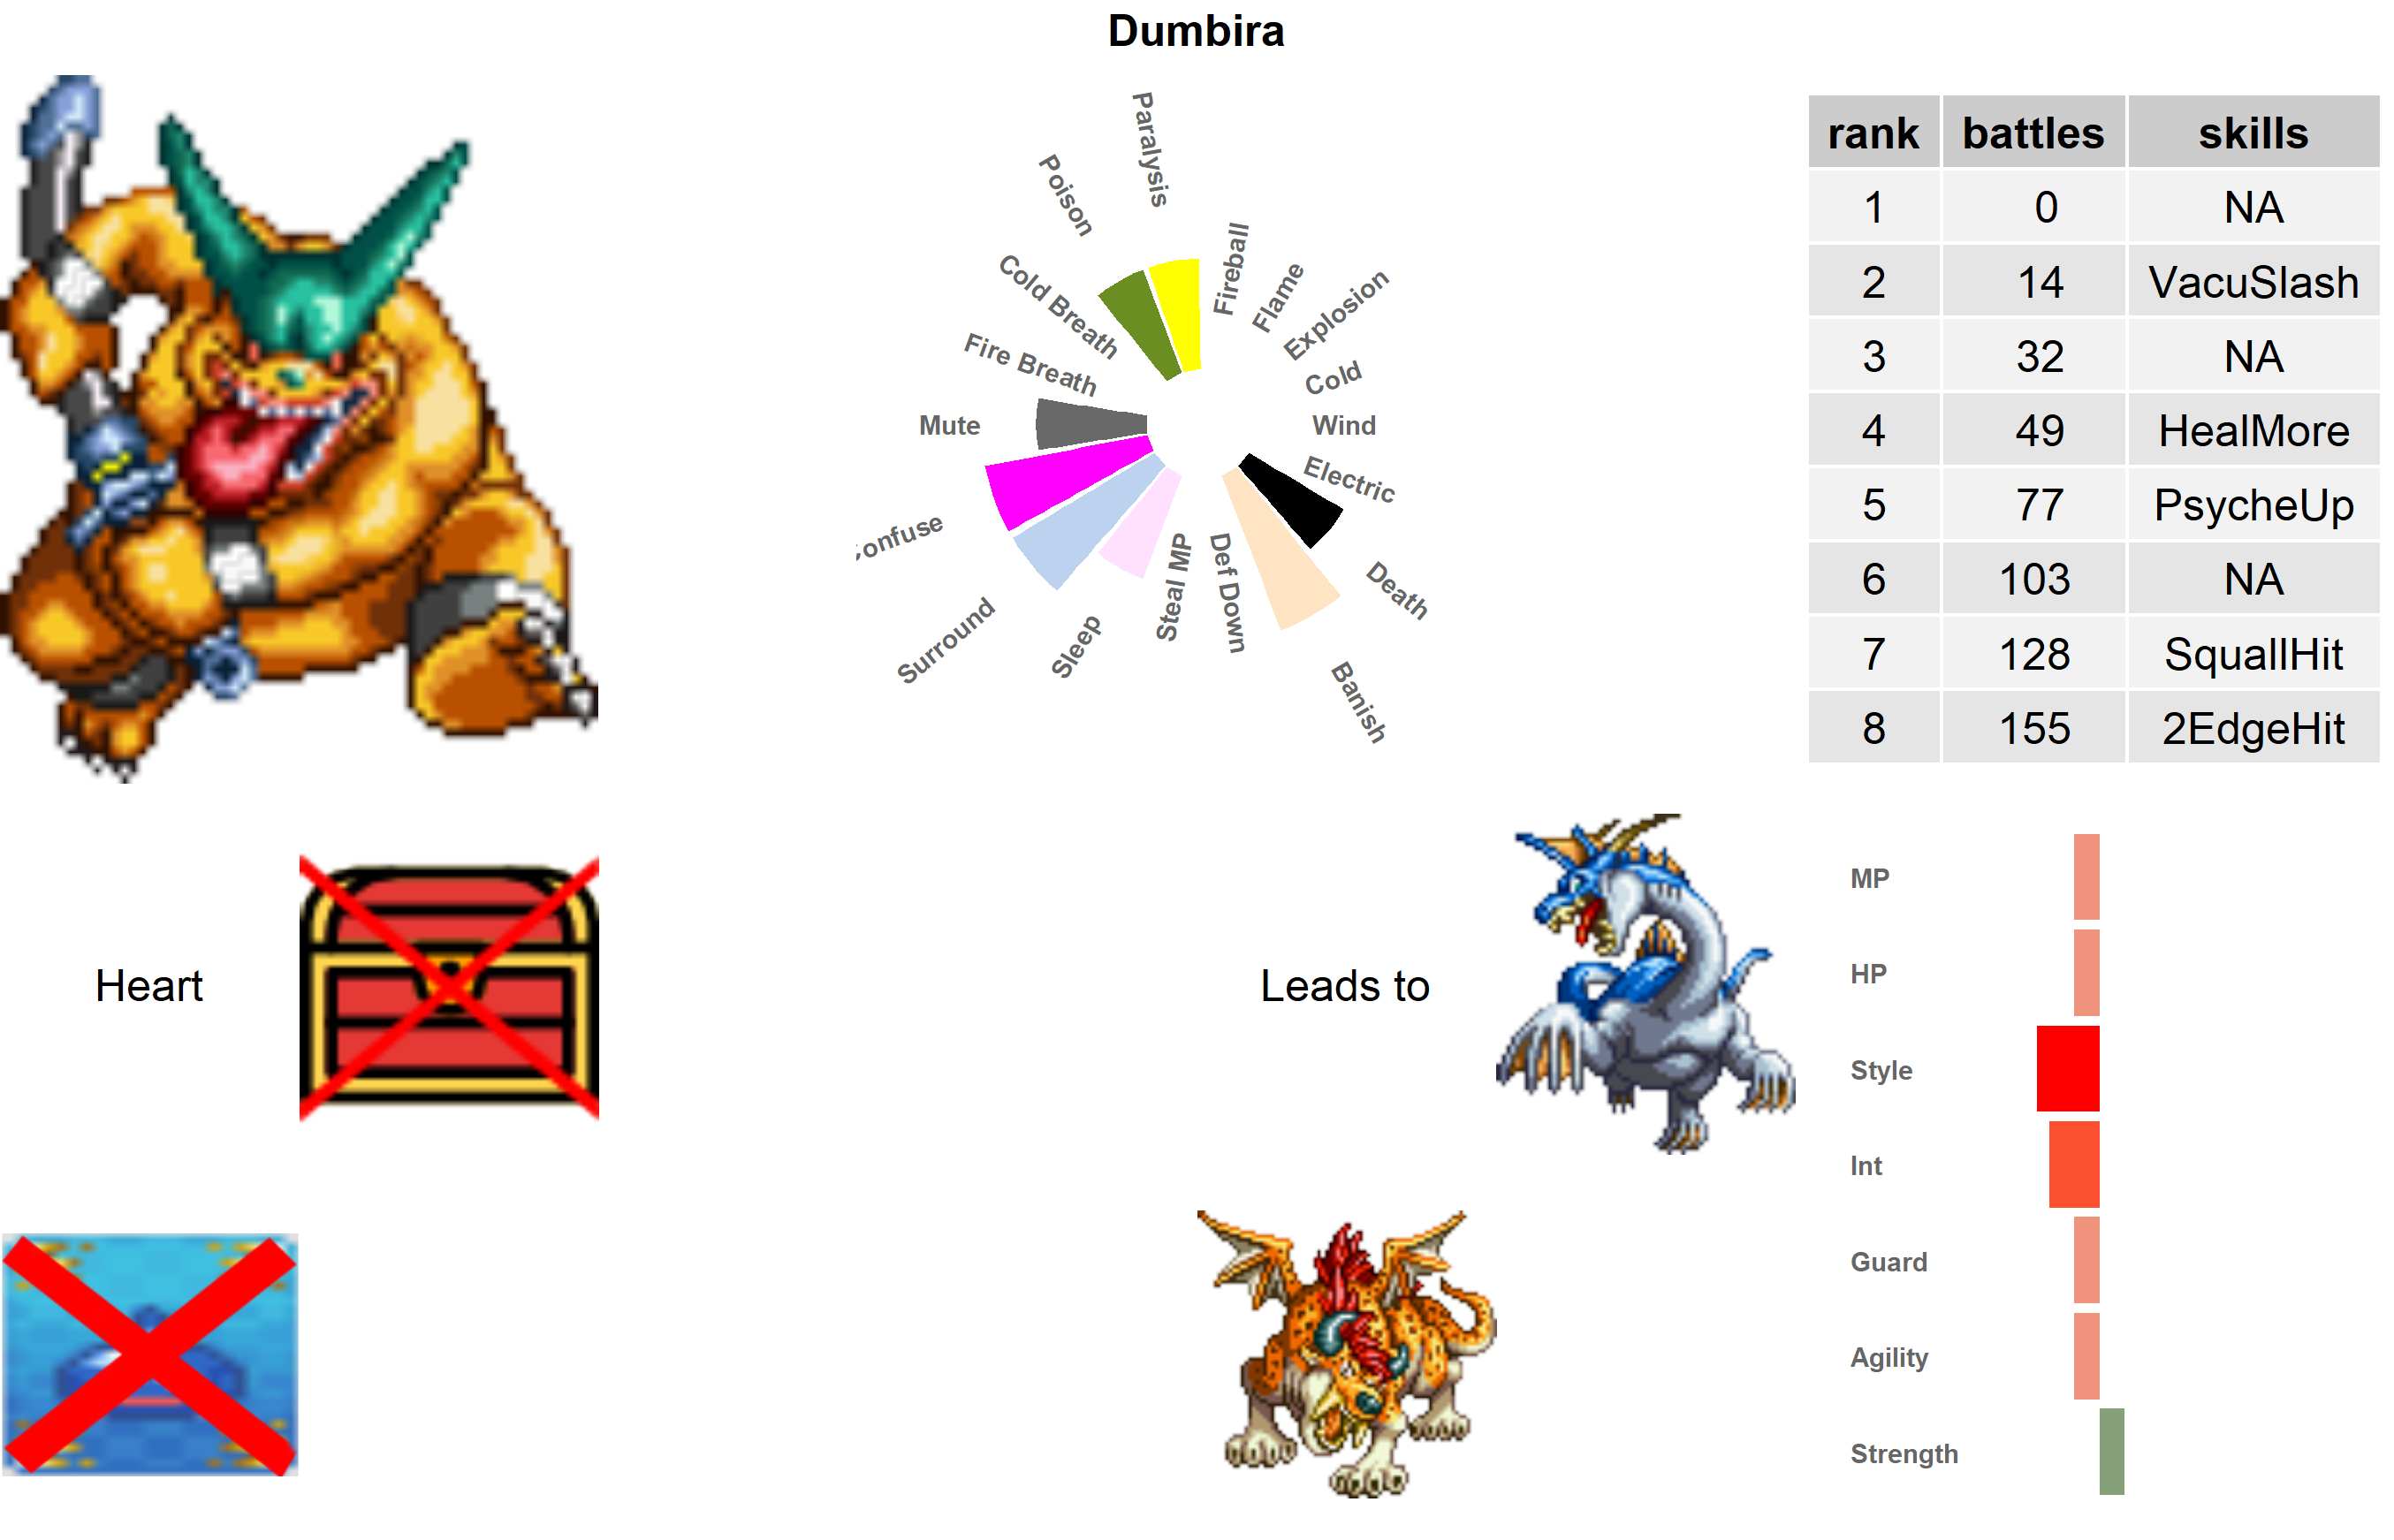 Dumbira
Paralysis
Poison
Cold Breath
Fire Breath
Mute
onfuse
Surround
Sleep
Steal MP
Def Down
Banish
Death
Electric
Wind
Cold
Explosion
Flame
Fireball
rank battles skills
1 0 NA
2 14 VacuSlash
3 32 NA
4 49 HealMore
5 77 PsycheUp
6 103 NA
7 128 SquallHit
8 155 2EdgeHit
Heart
Leads to
MP
HP
Style
Int
Guard
Agility
Strength